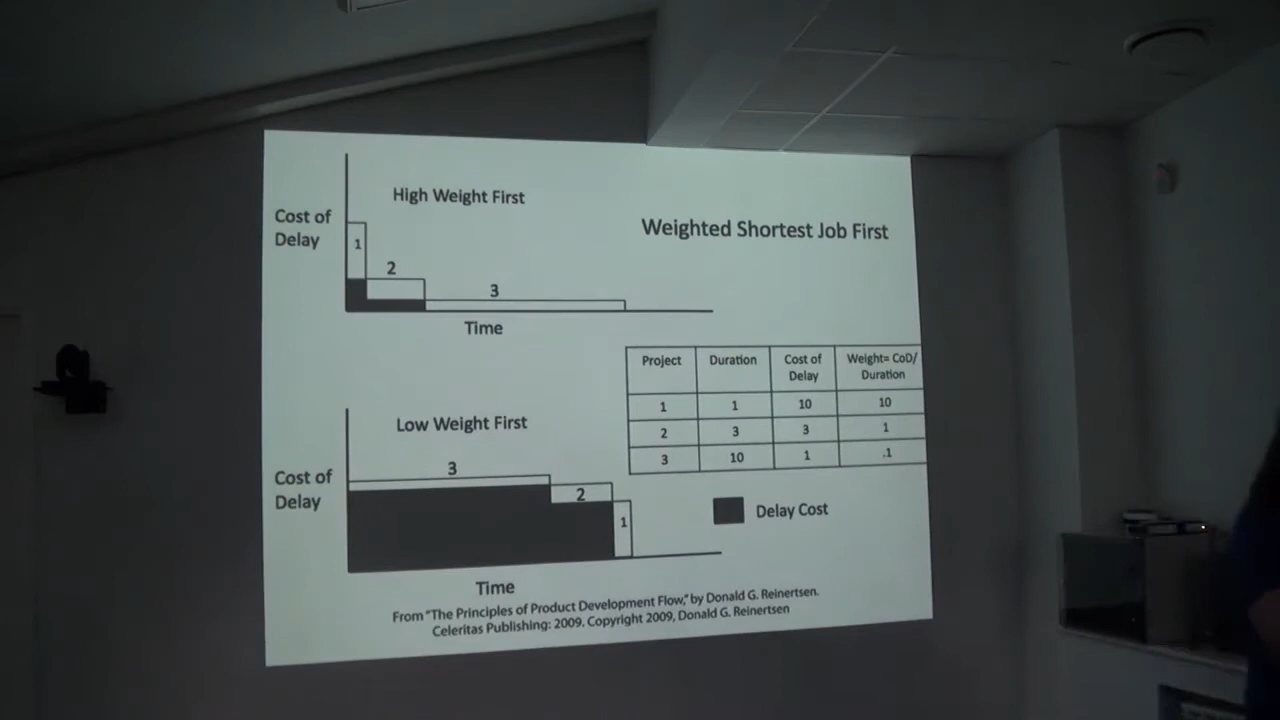 High Weight First
Weighted Shortest Job First
Cost of
Delay
1
2
3
Time
Project Duration Cost of Delay Weight= CoD/ Duration
1 1 10 10
2 3 3 1
3 10 1 .1
Low Weight First
Cost of
Delay
3
2
1
Delay Cost
Time
From "The Principles of Product Development Flow," by Donald G. Reinertsen.
Celeritas Publishing: 2009. Copyright 2009, Donald G. Reinertsen